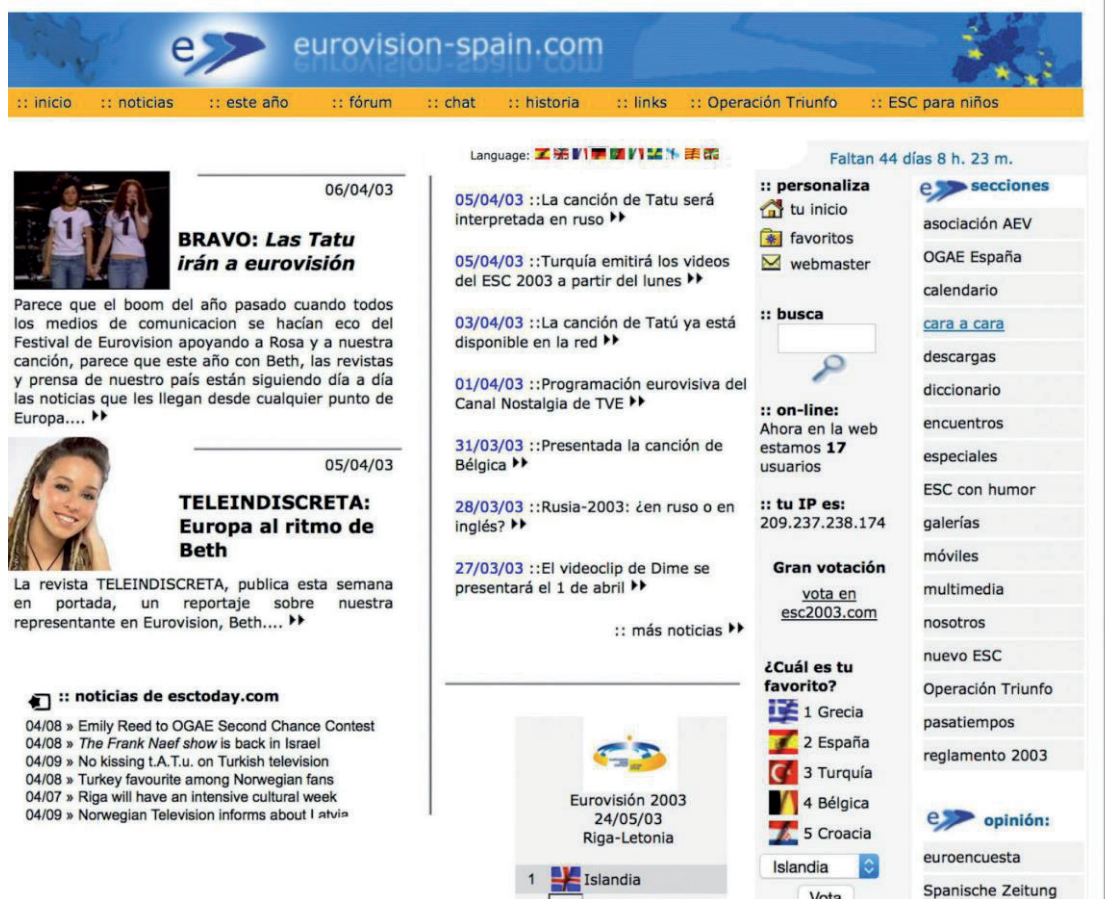 eurovision-spain.com
:: inicio :: noticias :: este año :: fórum :: chat :: historia :: links :: Operación Triunfo :: ESC para niños
06/04/03
BRAVO: Las Tatu
irán a eurovisión
Parece que el boom del año pasado cuando todos
los medios de comunicacion se hacían eco del
Festival de Eurovision apoyando a Rosa y a nuestra
canción, parece que este año con Beth, las revistas
y prensa de nuestro país están siguiendo día a día
las noticias que les llegan desde cualquier punto de
Europa....
05/04/03
TELEINDISCRETA:
Europa al ritmo de
Beth
La revista TELEINDISCRETA, publica esta semana
en portada, un reportaje sobre nuestra
representante en Eurovision, Beth....
:: noticias de esctoday.com
04/08 » Emily Reed to OGAE Second Chance Contest
04/08 » The Frank Naef show is back in Israel
04/09 » No kissing t.A.T.u. on Turkish television
04/08 » Turkey favourite among Norwegian fans
04/07 » Riga will have an intensive cultural week
04/09 » Norwegian Television informs about Latvia
Language:
05/04/03 ::La canción de Tatu será
interpretada en ruso
05/04/03 ::Turquía emitirá los videos
del ESC 2003 a partir del lunes
03/04/03 ::La canción de Tatú ya está
disponible en la red
01/04/03 ::Programación eurovisiva del
Canal Nostalgia de TVE
31/03/03 ::Presentada la canción de
Bélgica
28/03/03 ::Rusia-2003: ¿en ruso o en
inglés?
27/03/03 ::El videoclip de Dime se
presentará el 1 de abril
:: más noticias
Eurovisión 2003
24/05/03
Riga-Letonia
1 Islandia
Faltan 44 días 8 h. 23 m.
:: personaliza
tu inicio
favoritos
webmaster
:: busca
:: on-line:
Ahora en la web
estamos 17
usuarios
:: tu IP es:
209.237.238.174
Gran votación
vota en
esc2003.com
¿Cuál es tu
favorito?
1 Grecia
2 España
3 Turquía
4 Bélgica
5 Croacia
Islandia
Vota
e secciones
asociación AEV
OGAE España
calendario
cara a cara
descargas
diccionario
encuentros
especiales
ESC con humor
galerías
móviles
multimedia
nosotros
nuevo ESC
Operación Triunfo
pasatiempos
reglamento 2003
e opinión:
euroencuesta
Spanische Zeitung